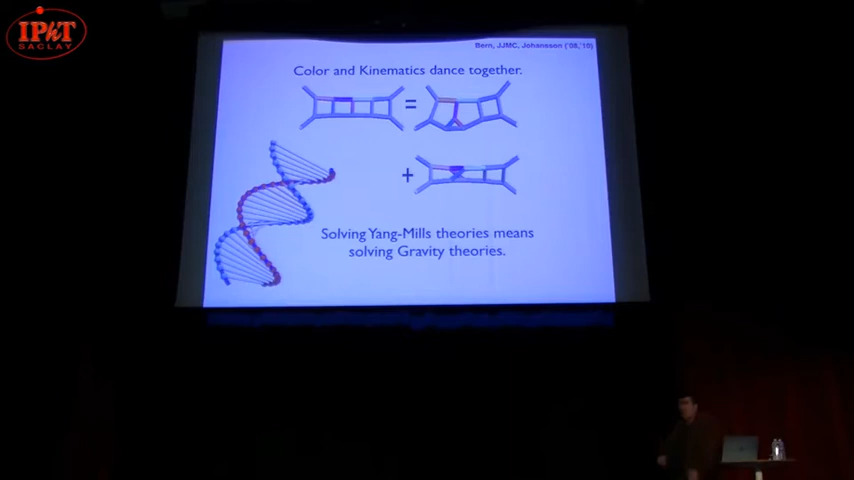 IPhT
SACLAY
Bern, JJMC, Johansson ('08,'10)
Color and Kinematics dance together.
=
+
Solving Yang-Mills theories means
solving Gravity theories.